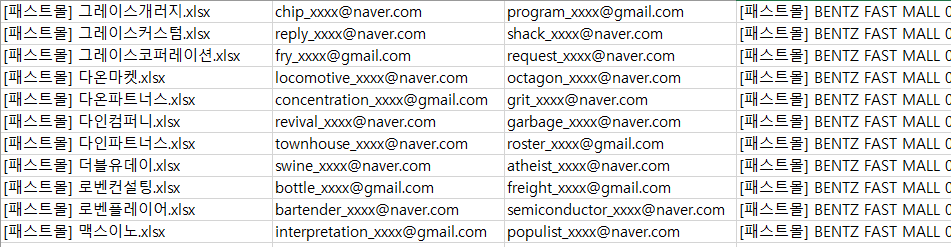 [패스트몰] 그레이스개러지.xlsx chip_xxxx@naver.com program_xxxx@gmail.com [패스트몰] BENTZ FAST MALL
[패스트몰] 그레이스커스텀.xlsx reply_xxxx@naver.com shack_xxxx@naver.com [패스트몰] BENTZ FAST MALL
[패스트몰] 그레이스코퍼레이션.xlsx fry_xxxx@gmail.com request_xxxx@naver.com [패스트몰] BENTZ FAST MALL
[패스트몰] 다온마켓.xlsx locomotive_xxxx@naver.com octagon_xxxx@naver.com [패스트몰] BENTZ FAST MALL
[패스트몰] 다온파트너스.xlsx concentration_xxxx@gmail.com grit_xxxx@naver.com [패스트몰] BENTZ FAST MALL
[패스트몰] 다인컴퍼니.xlsx revival_xxxx@naver.com garbage_xxxx@naver.com [패스트몰] BENTZ FAST MALL
[패스트몰] 다인파트너스.xlsx townhouse_xxxx@naver.com roster_xxxx@gmail.com [패스트몰] BENTZ FAST MALL
[패스트몰] 더블유데이.xlsx swine_xxxx@naver.com atheist_xxxx@naver.com [패스트몰] BENTZ FAST MALL
[패스트몰] 로벤컨설팅.xlsx bottle_xxxx@gmail.com freight_xxxx@gmail.com [패스트몰] BENTZ FAST MALL
[패스트몰] 로벤플레이어.xlsx bartender_xxxx@naver.com semiconductor_xxxx@naver.com [패스트몰] BENTZ FAST MALL
[패스트몰] 맥스이노.xlsx interpretation_xxxx@gmail.com populist_xxxx@naver.com [패스트몰] BENTZ FAST MALL